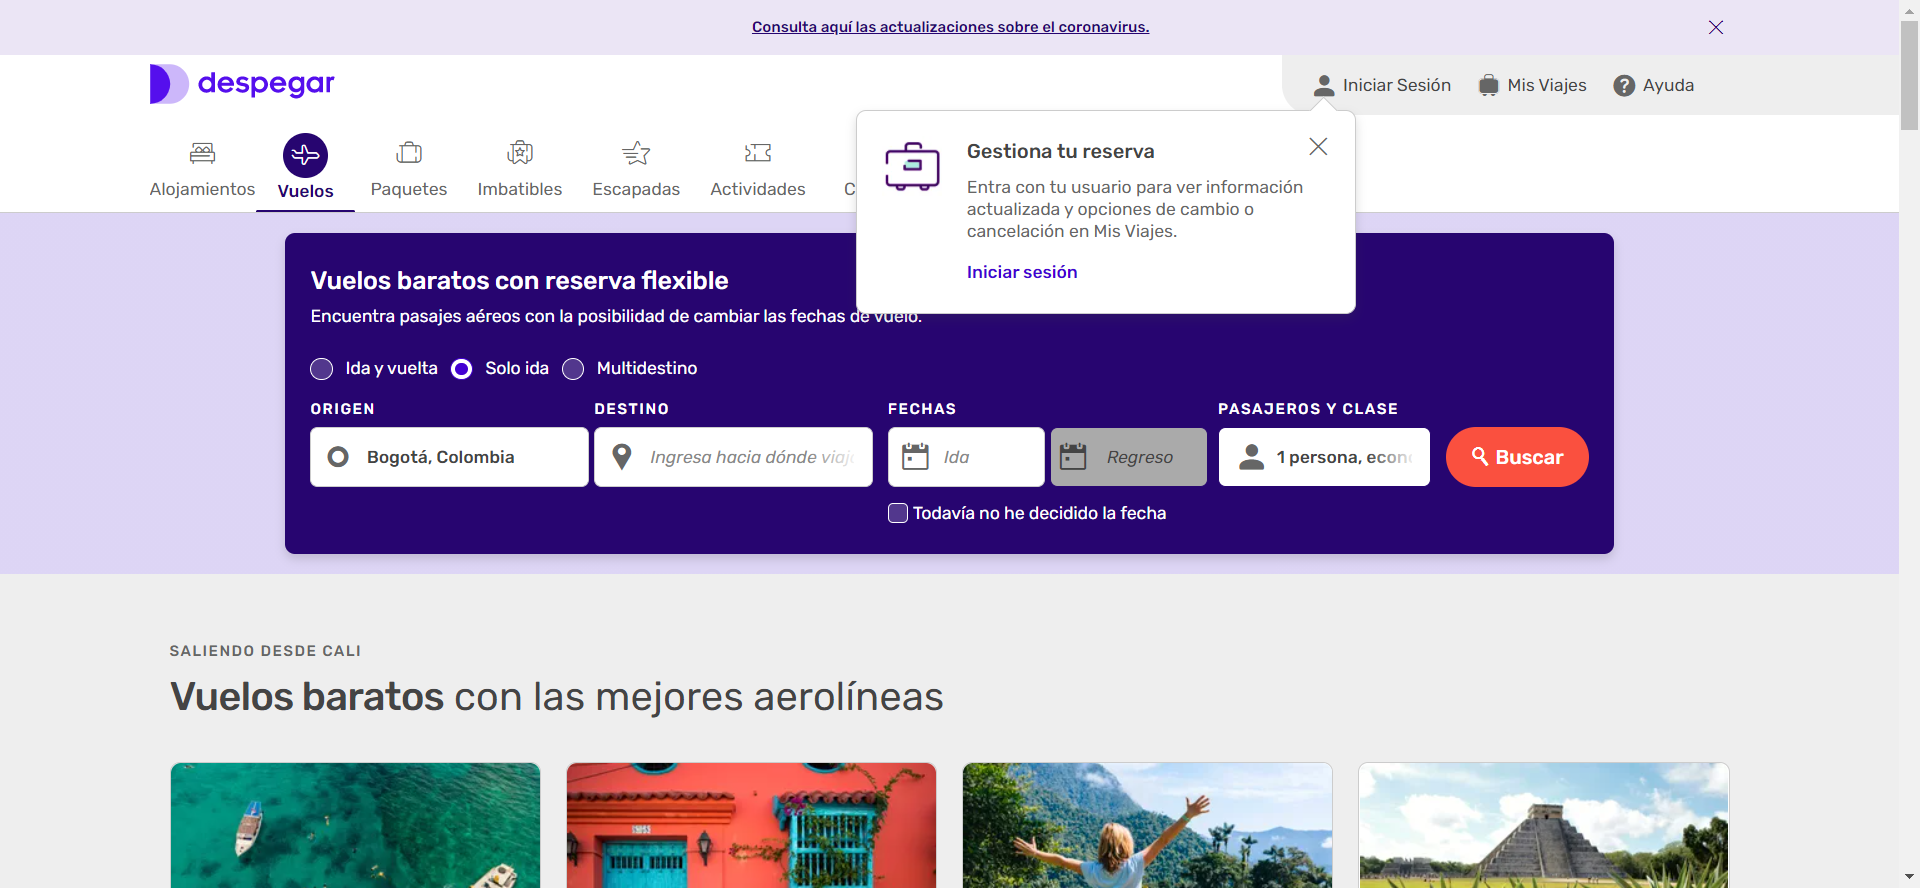 Consulta aquí las actualizaciones sobre el coronavirus.
despegar
Iniciar Sesión
Mis Viajes
Ayuda
Alojamientos
Vuelos
Paquetes
Imbatibles
Escapadas
Actividades
Gestiona tu reserva
Entra con tu usuario para ver información
actualizada y opciones de cambio o
cancelación en Mis Viajes.
Iniciar sesión
Vuelos baratos con reserva flexible
Encuentra pasajes aéreos con la posibilidad de cambiar las fechas de vuelo.
Ida y vuelta
Solo ida
Multidestino
ORIGEN
DESTINO
FECHAS
PASAJEROS Y CLASE
Bogotá, Colombia
Ingresa hacia dónde viaj
Ida
Regreso
1 persona, econ
Buscar
Todavía no he decidido la fecha
SALIENDO DESDE CALI
Vuelos baratos con las mejores aerolíneas